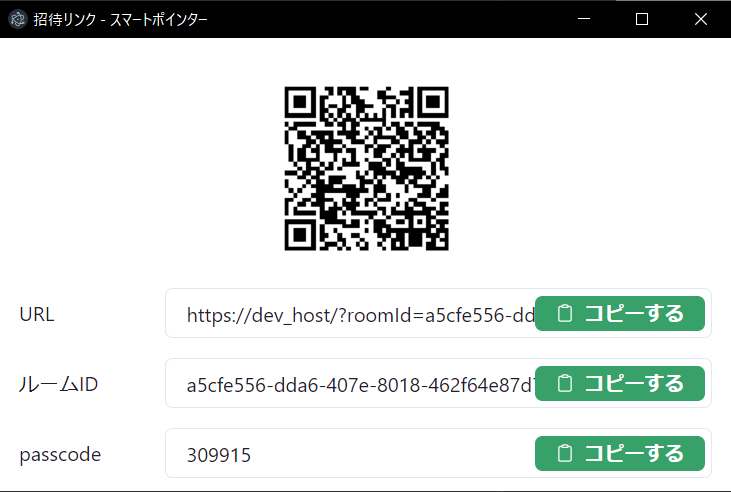 招待リンク - スマートポインター
URL
https://dev_host/?roomId=a5cfe556-dd
コピーする
ルームID
a5cfe556-dda6-407e-8018-462f64e87d
コピーする
passcode
309915
コピーする